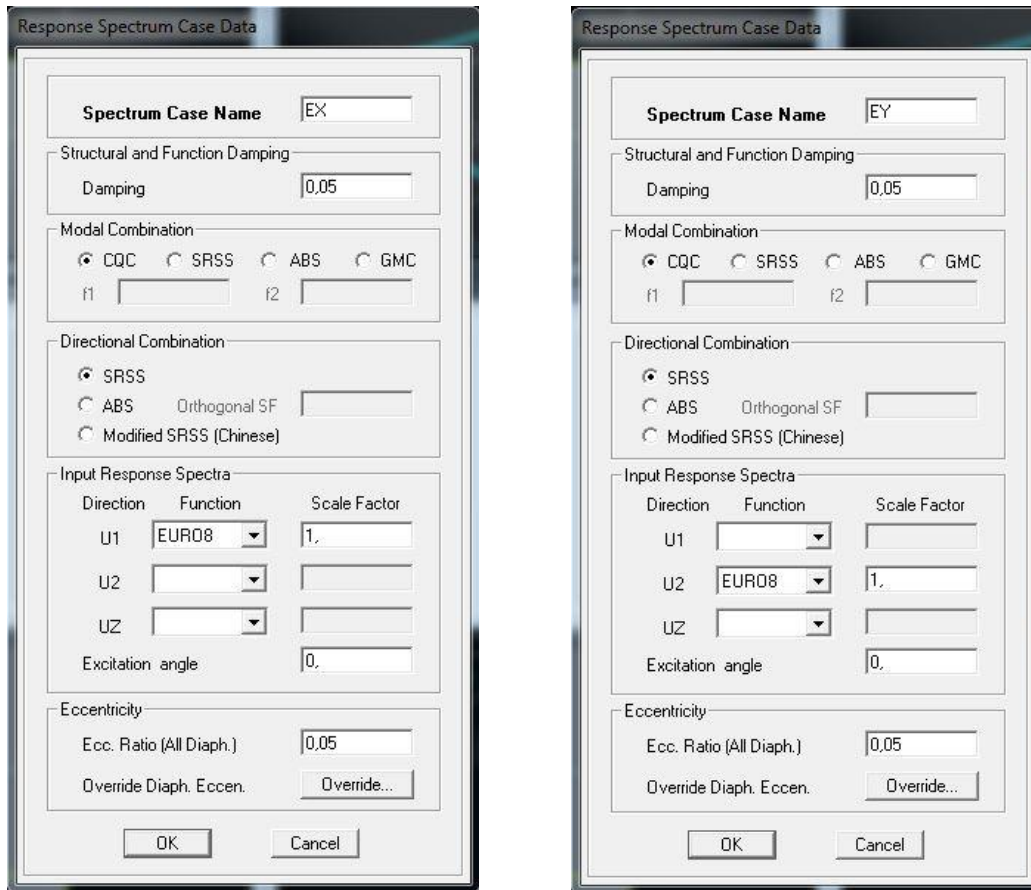 Response Spectrum Case Data
Spectrum Case Name EX
Structural and Function Damping
Damping 0,05
Modal Combination
CQC SRSS ABS GMC
f1 f2
Directional Combination
SRSS
ABS Orthogonal SF
Modified SRSS (Chinese)
Input Response Spectra
Direction Function Scale Factor
U1 EURO8 1,
U2
UZ
Excitation angle 0,
Eccentricity
Ecc. Ratio (All Diaph.) 0,05
Override Diaph. Eccen. Override...
OK Cancel
Response Spectrum Case Data
Spectrum Case Name EY
Structural and Function Damping
Damping 0,05
Modal Combination
CQC SRSS ABS GMC
f1 f2
Directional Combination
SRSS
ABS Orthogonal SF
Modified SRSS (Chinese)
Input Response Spectra
Direction Function Scale Factor
U1
U2 EURO8 1,
UZ
Excitation angle 0,
Eccentricity
Ecc. Ratio (All Diaph.) 0,05
Override Diaph. Eccen. Override...
OK Cancel